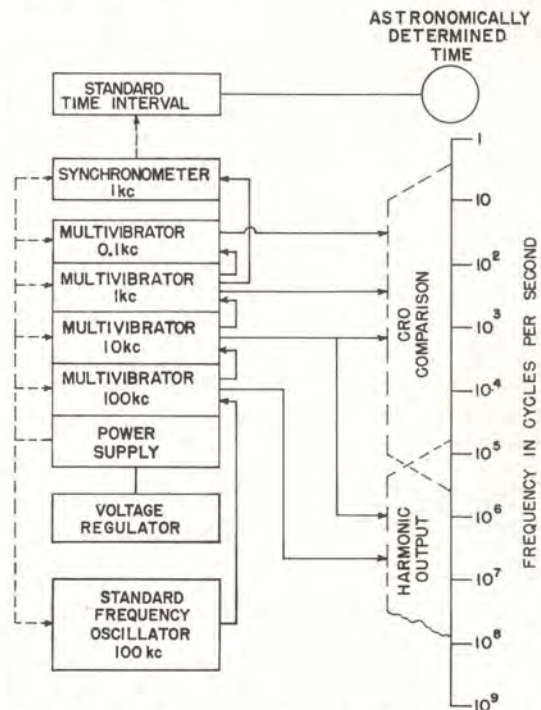 ASTRONOMICALLY
DETERMINED
TIME
STANDARD
TIME INTERVAL
SYNCHRONOMETER
1kc
MULTIVIBRATOR
0.1kc
MULTIVIBRATOR
1kc
MULTIVIBRATOR
10kc
MULTIVIBRATOR
100kc
POWER
SUPPLY
VOLTAGE
REGULATOR
STANDARD
FREQUENCY
OSCILLATOR
100 kc
CRO
COMPARISON
HARMONIC
OUTPUT
1
10
10²
10³
10⁴
10⁵
10⁶
10⁷
10⁸
10⁹
FREQUENCY IN CYCLES PER SECOND